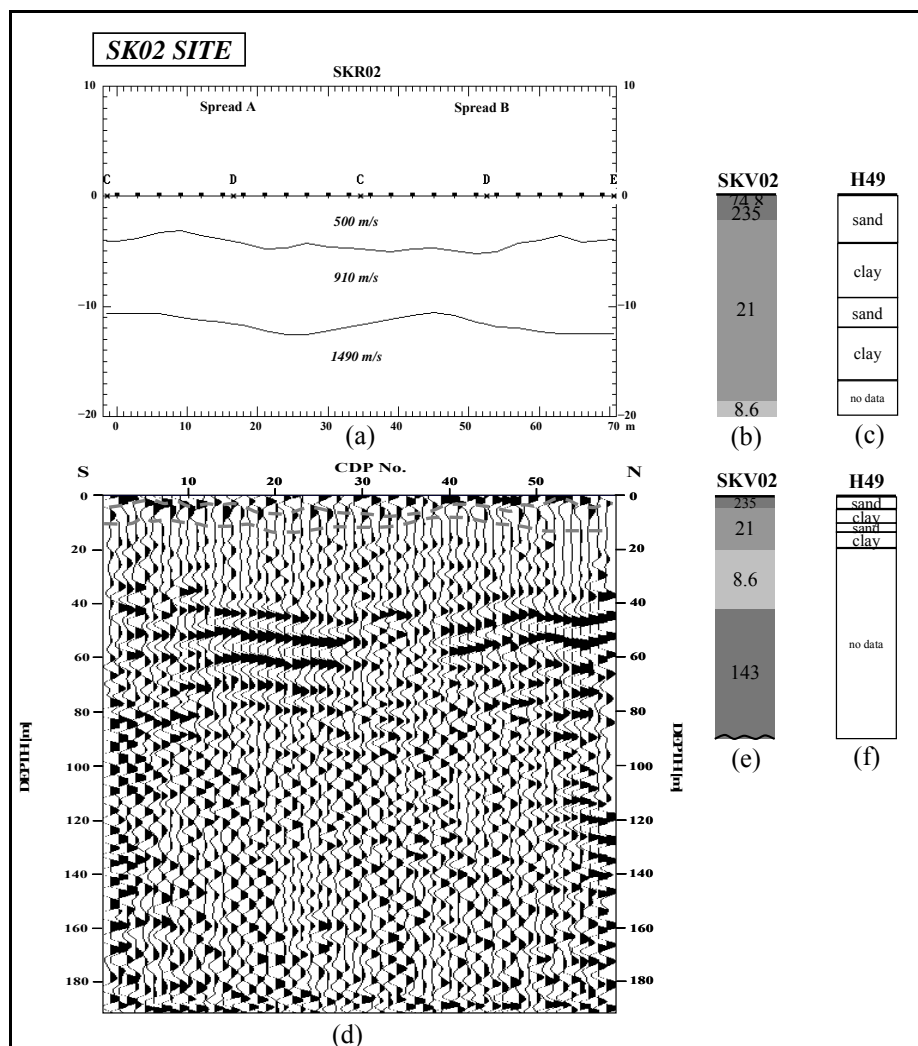 SK02 SITE
SKR02
Spread A Spread B
10 10
C D C D E
0 0
500 m/s
910 m/s
-10 -10
1490 m/s
-20 -20
0 10 20 30 40 50 60 70 m
(a)
SKV02
74.8
235
21
8.6
(b)
H49
sand
clay
sand
clay
no data
(c)
S CDP No. N
10 20 30 40 50
0 0
20 20
40 40
60 60
80 80
100 100
120 120
140 140
160 160
180 180
DEPTH[m] DEPTH[m]
(d)
SKV02
235
21
8.6
143
(e)
H49
sand
clay
sand
clay
no data
(f)